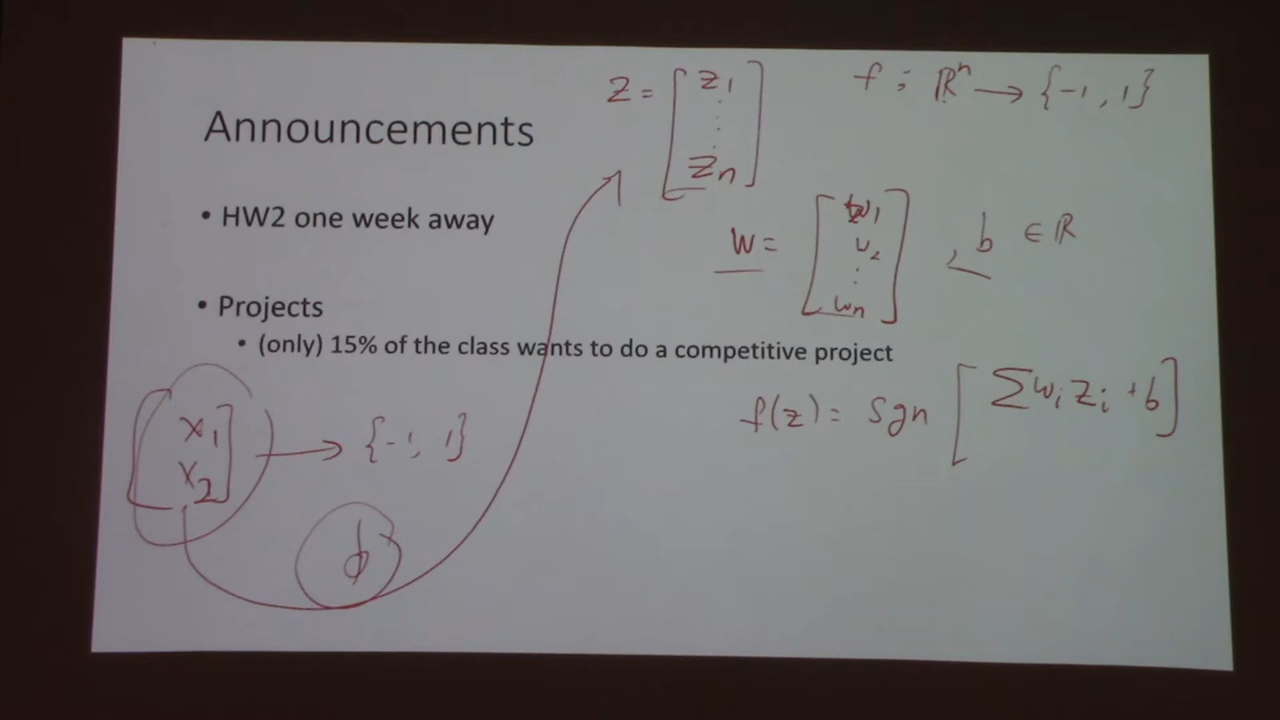 Announcements
• HW2 one week away
• Projects
• (only) 15% of the class wants to do a competitive project
z = [ z1
⋮
zn ]
f : ℝⁿ → {-1, 1}
w = [ w1
w2
⋮
wn ]
b ∈ ℝ
f(z) = sgn [ ∑ wi zi + b ]
[ x1
x2 ] → {-1, 1}
ϕ